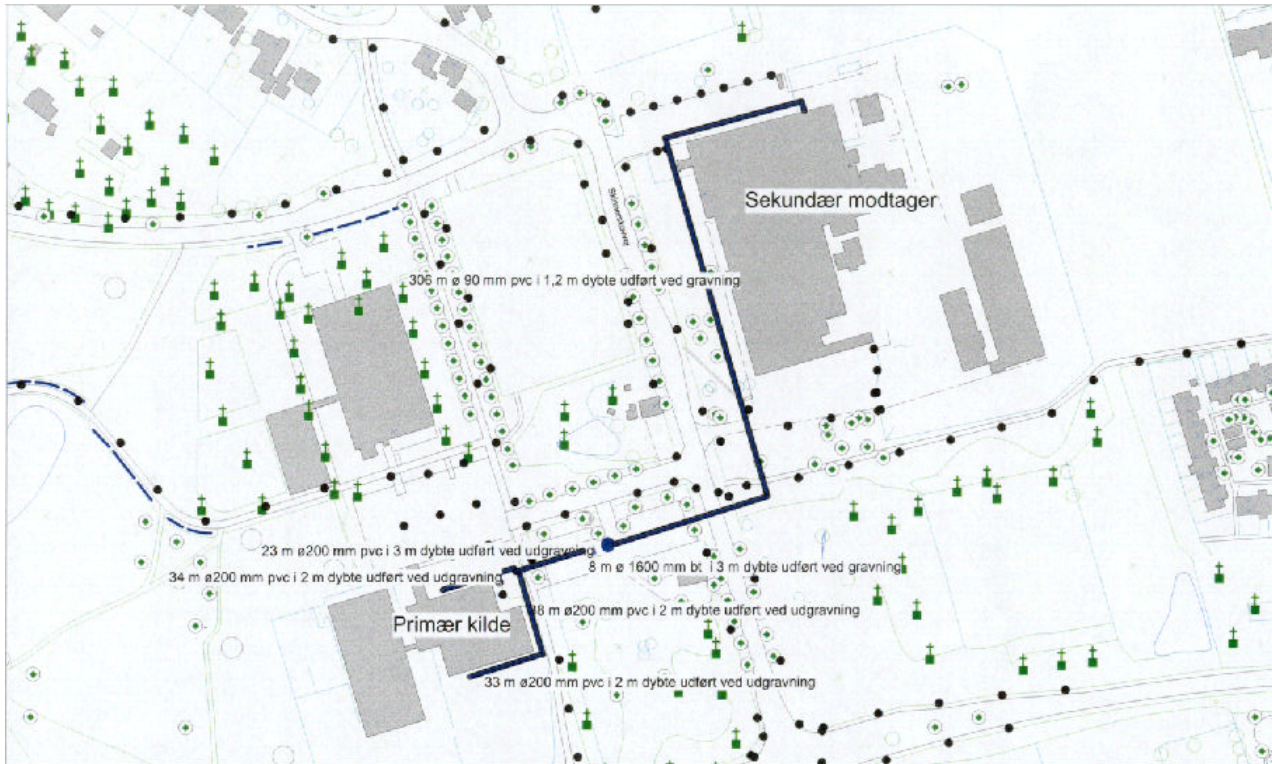 Sekundær modtager
306 m ø 90 mm pvc i 1,2 m dybte udført ved gravning
23 m ø200 mm pvc i 3 m dybte udført ved udgravning
8 m ø 1600 mm bt i 3 m dybte udført ved gravning
34 m ø200 mm pvc i 2 m dybte udført ved udgravning
m ø200 mm pvc i 2 m dybte udført ved udgravning
Primær kilde
33 m ø200 mm pvc i 2 m dybte udført ved udgravning